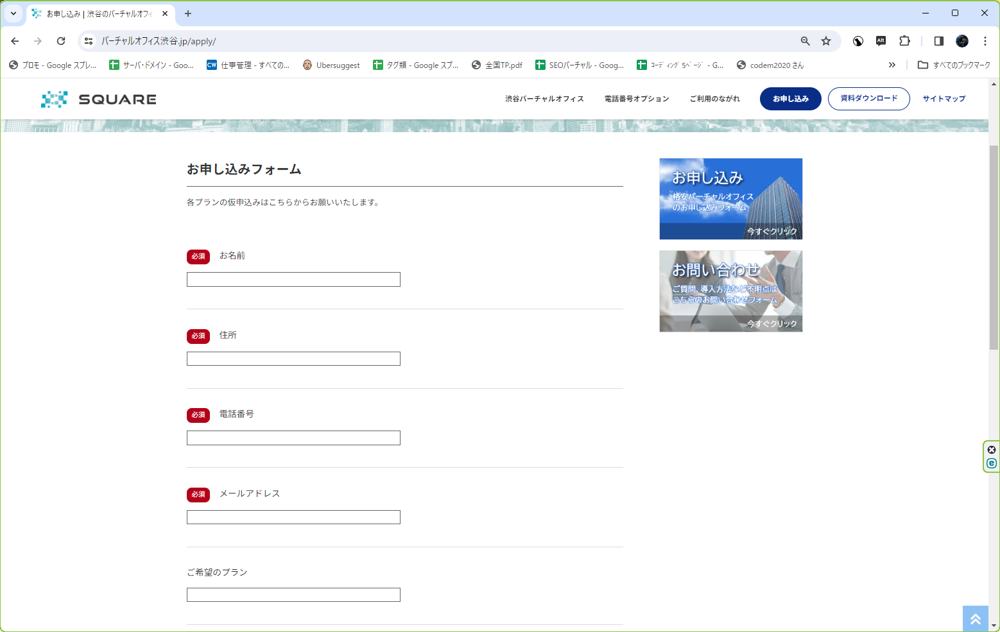 お申し込み | 渋谷のバーチャルオフィ
バーチャルオフィス渋谷.jp/apply/
プロモ - Google スプレ...
サーバ・ドメイン - Goo...
仕事管理 - すべての...
Ubersuggest
タグ類 - Google スプ...
全国TP.pdf
SEOバーチャル - Goog...
ｺｰﾃﾞｨﾝｸﾞ5ﾍﾟｰｼﾞ - G...
codem2020 さん
すべてのブックマーク
SQUARE
渋谷バーチャルオフィス
電話番号オプション
ご利用のながれ
お申し込み
資料ダウンロード
サイトマップ
お申し込みフォーム
各プランの仮申込みはこちらからお願いいたします。
必須 お名前
必須 住所
必須 電話番号
必須 メールアドレス
ご希望のプラン
お申し込み
格安バーチャルオフィス
のお申し込みフォーム
今すぐクリック
お問い合わせ
ご質問、導入方法など不明点は
こちらのお問い合わせフォーム
今すぐクリック